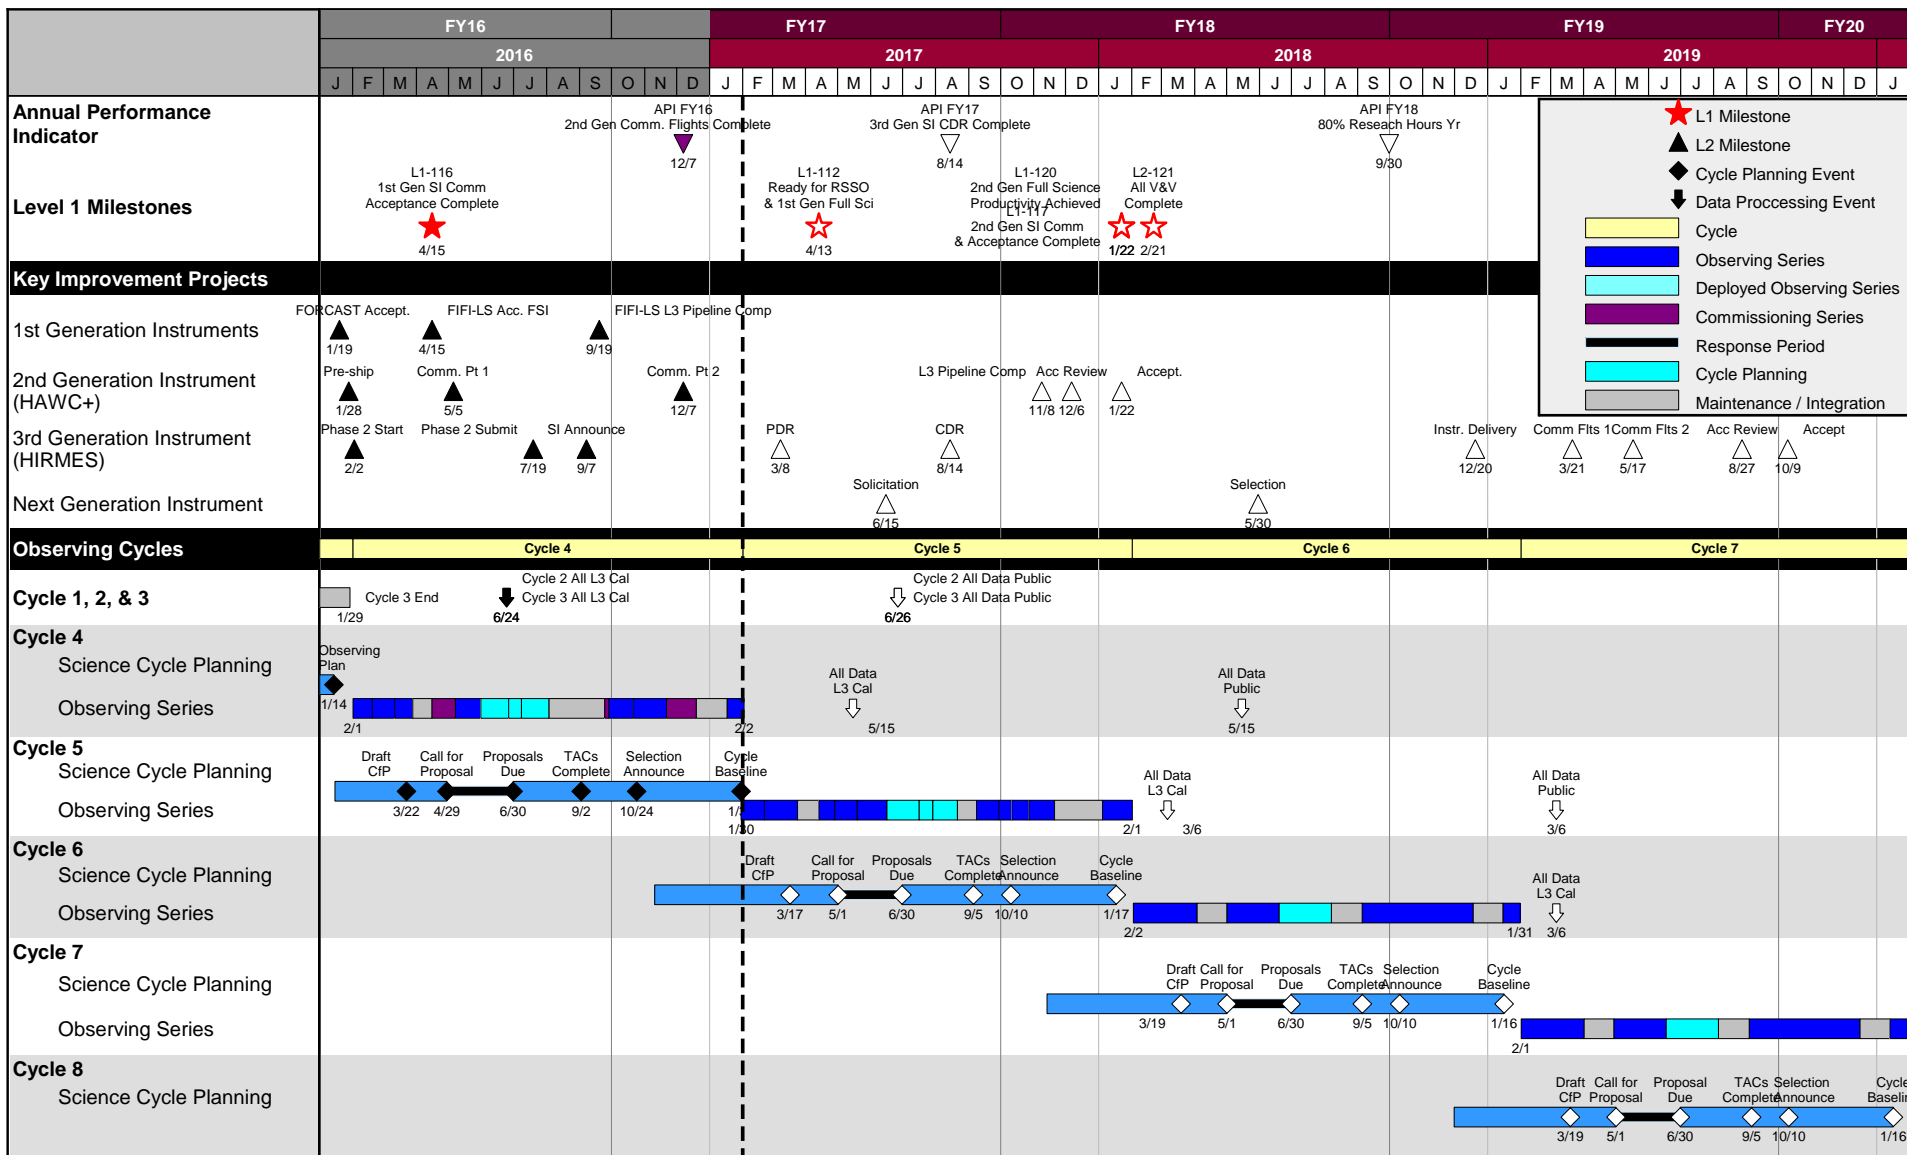 FY16 FY17 FY18 FY19 FY20
2016 2017 2018 2019
J F M A M J J A S O N D J F M A M J J A S O N D J F M A M J J A S O N D J F M A M J J A S O N D J
Annual Performance
Indicator
API FY16
2nd Gen Comm. Flights Complete
12/7
API FY17
3rd Gen SI CDR Complete
8/14
API FY18
80% Reseach Hours Yr
9/30
Level 1 Milestones
L1-116
1st Gen SI Comm
Acceptance Complete
4/15
L1-112
Ready for RSSO
& 1st Gen Full Sci
4/13
L1-120
2nd Gen Full Science
Productivity Achieved
L1-117
2nd Gen SI Comm
& Acceptance Complete
1/22
L2-121
All V&V
Complete
2/21
L1 Milestone
L2 Milestone
Cycle Planning Event
Data Proccessing Event
Cycle
Observing Series
Deployed Observing Series
Commissioning Series
Response Period
Cycle Planning
Maintenance / Integration
Key Improvement Projects
1st Generation Instruments
FORCAST Accept.
1/19
FIFI-LS Acc. FSI
4/15
FIFI-LS L3 Pipeline Comp
9/19
2nd Generation Instrument
(HAWC+)
Pre-ship
1/28
Comm. Pt 1
5/5
Comm. Pt 2
12/7
L3 Pipeline Comp
11/8
Acc Review
12/6
Accept.
1/22
3rd Generation Instrument
(HIRMES)
Phase 2 Start
2/2
Phase 2 Submit
7/19
SI Announce
9/7
PDR
3/8
CDR
8/14
Instr. Delivery
12/20
Comm Flts 1
3/21
Comm Flts 2
5/17
Acc Review
8/27
Accept
10/9
Next Generation Instrument
Solicitation
6/15
Selection
5/30
Observing Cycles
Cycle 4
Cycle 5
Cycle 6
Cycle 7
Cycle 1, 2, & 3
Cycle 3 End
1/29
Cycle 2 All L3 Cal
Cycle 3 All L3 Cal
6/24
Cycle 2 All Data Public
Cycle 3 All Data Public
6/26
Cycle 4
Science Cycle Planning
Observing
Plan
1/14
Observing Series
2/1
2/2
All Data
L3 Cal
5/15
All Data
Public
5/15
Cycle 5
Science Cycle Planning
Draft
CfP
3/22
Call for
Proposal
4/29
Proposals
Due
6/30
TACs
Complete
9/2
Selection
Announce
10/24
Cycle
Baseline
Observing Series
1/30
2/1
All Data
L3 Cal
3/6
All Data
Public
3/6
Cycle 6
Science Cycle Planning
Draft
CfP
3/17
Call for
Proposal
5/1
Proposals
Due
6/30
TACs
Complete
9/5
Selection
Announce
10/10
Cycle
Baseline
1/17
Observing Series
2/2
1/31
All Data
L3 Cal
3/6
Cycle 7
Science Cycle Planning
Draft
CfP
3/19
Call for
Proposal
5/1
Proposals
Due
6/30
TACs
Complete
9/5
Selection
Announce
10/10
Cycle
Baseline
1/16
Observing Series
2/1
Cycle 8
Science Cycle Planning
Draft
CfP
3/19
Call for
Proposal
5/1
Proposal
Due
6/30
TACs
Complete
9/5
Selection
Announce
10/10
Cycle
1/16